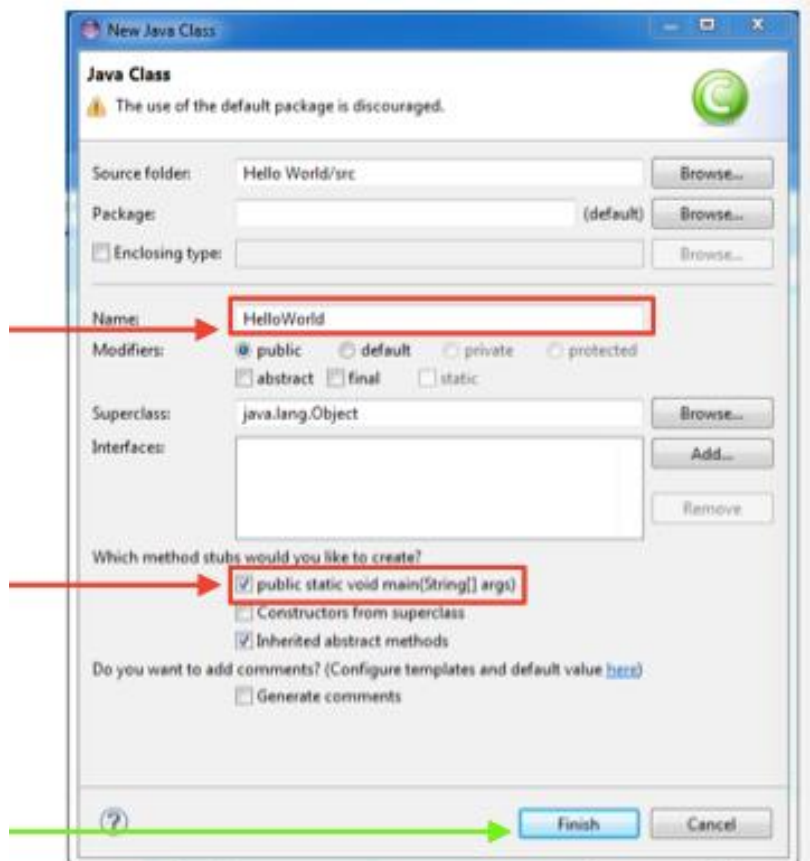 New Java Class
Java Class
The use of the default package is discouraged.
Source folder: Hello World/src Browse...
Package: (default) Browse...
Enclosing type: Browse...
Name: HelloWorld
Modifiers: public default private protected
abstract final static
Superclass: java.lang.Object Browse...
Interfaces: Add...
Remove
Which method stubs would you like to create?
public static void main(String[] args)
Constructors from superclass
Inherited abstract methods
Do you want to add comments? (Configure templates and default value here)
Generate comments
? Finish Cancel